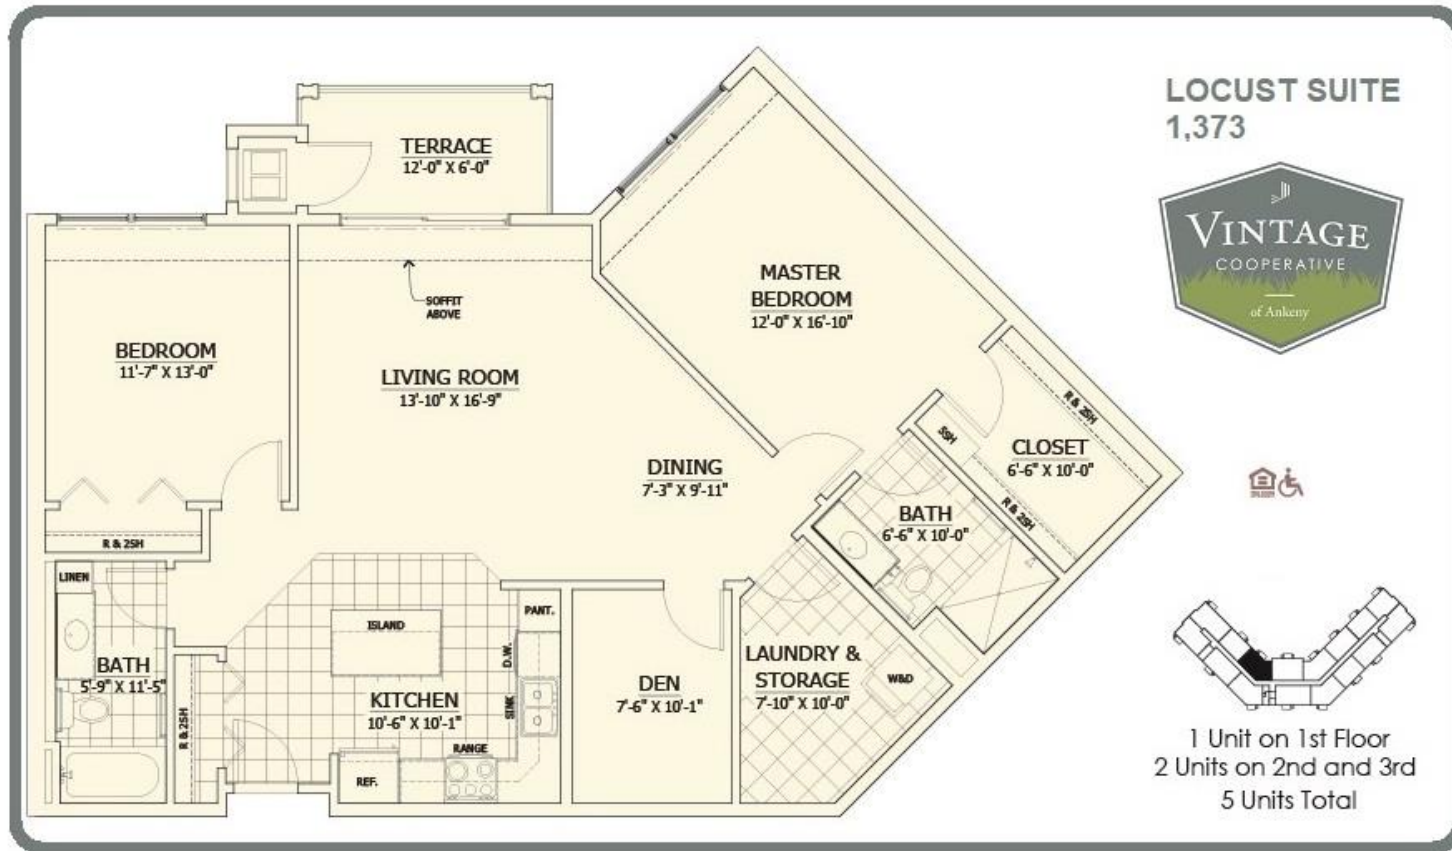 LOCUST SUITE
1,373
VINTAGE
COOPERATIVE
of Ankeny
TERRACE
12'-0" X 6'-0"
SOFFIT
ABOVE
MASTER
BEDROOM
12'-0" X 16'-10"
BEDROOM
11'-7" X 13'-0"
LIVING ROOM
13'-10" X 16'-9"
DINING
7'-3" X 9'-11"
R & 2SH
5SH
CLOSET
6'-6" X 10'-0"
R & 2SH
BATH
6'-6" X 10'-0"
R & 2SH
LINEN
BATH
5'-9" X 11'-5"
R & 2SH
ISLAND
PANT.
D.W.
SINK
KITCHEN
10'-6" X 10'-1"
RANGE
REF.
DEN
7'-6" X 10'-1"
LAUNDRY &
STORAGE
7'-10" X 10'-0"
W&D
1 Unit on 1st Floor
2 Units on 2nd and 3rd
5 Units Total